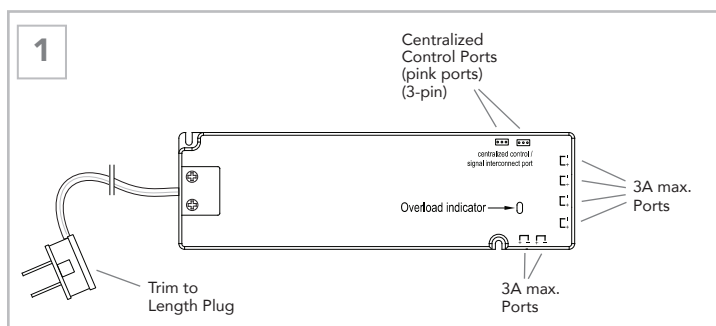 1
Centralized
Control Ports
(pink ports)
(3-pin)
centralized control /
signal interconnect port
Overload indicator
3A max.
Ports
Trim to
Length Plug
3A max.
Ports